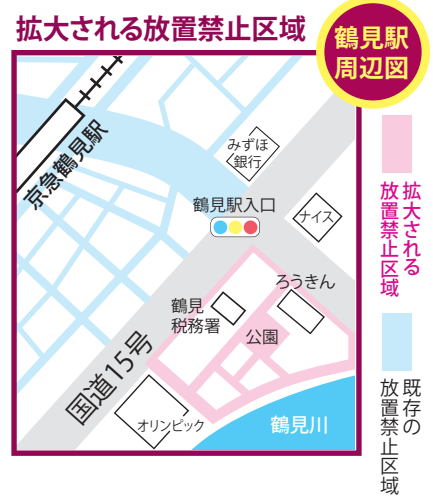 拡大される放置禁止区域
鶴見駅
周辺図
京急鶴見駅
みずほ
銀行
鶴見駅入口
ナイス
ろうきん
鶴見
税務署
公園
国道15号
オリンピック
鶴見川
拡大される
放置禁止区域
既存の
放置禁止区域